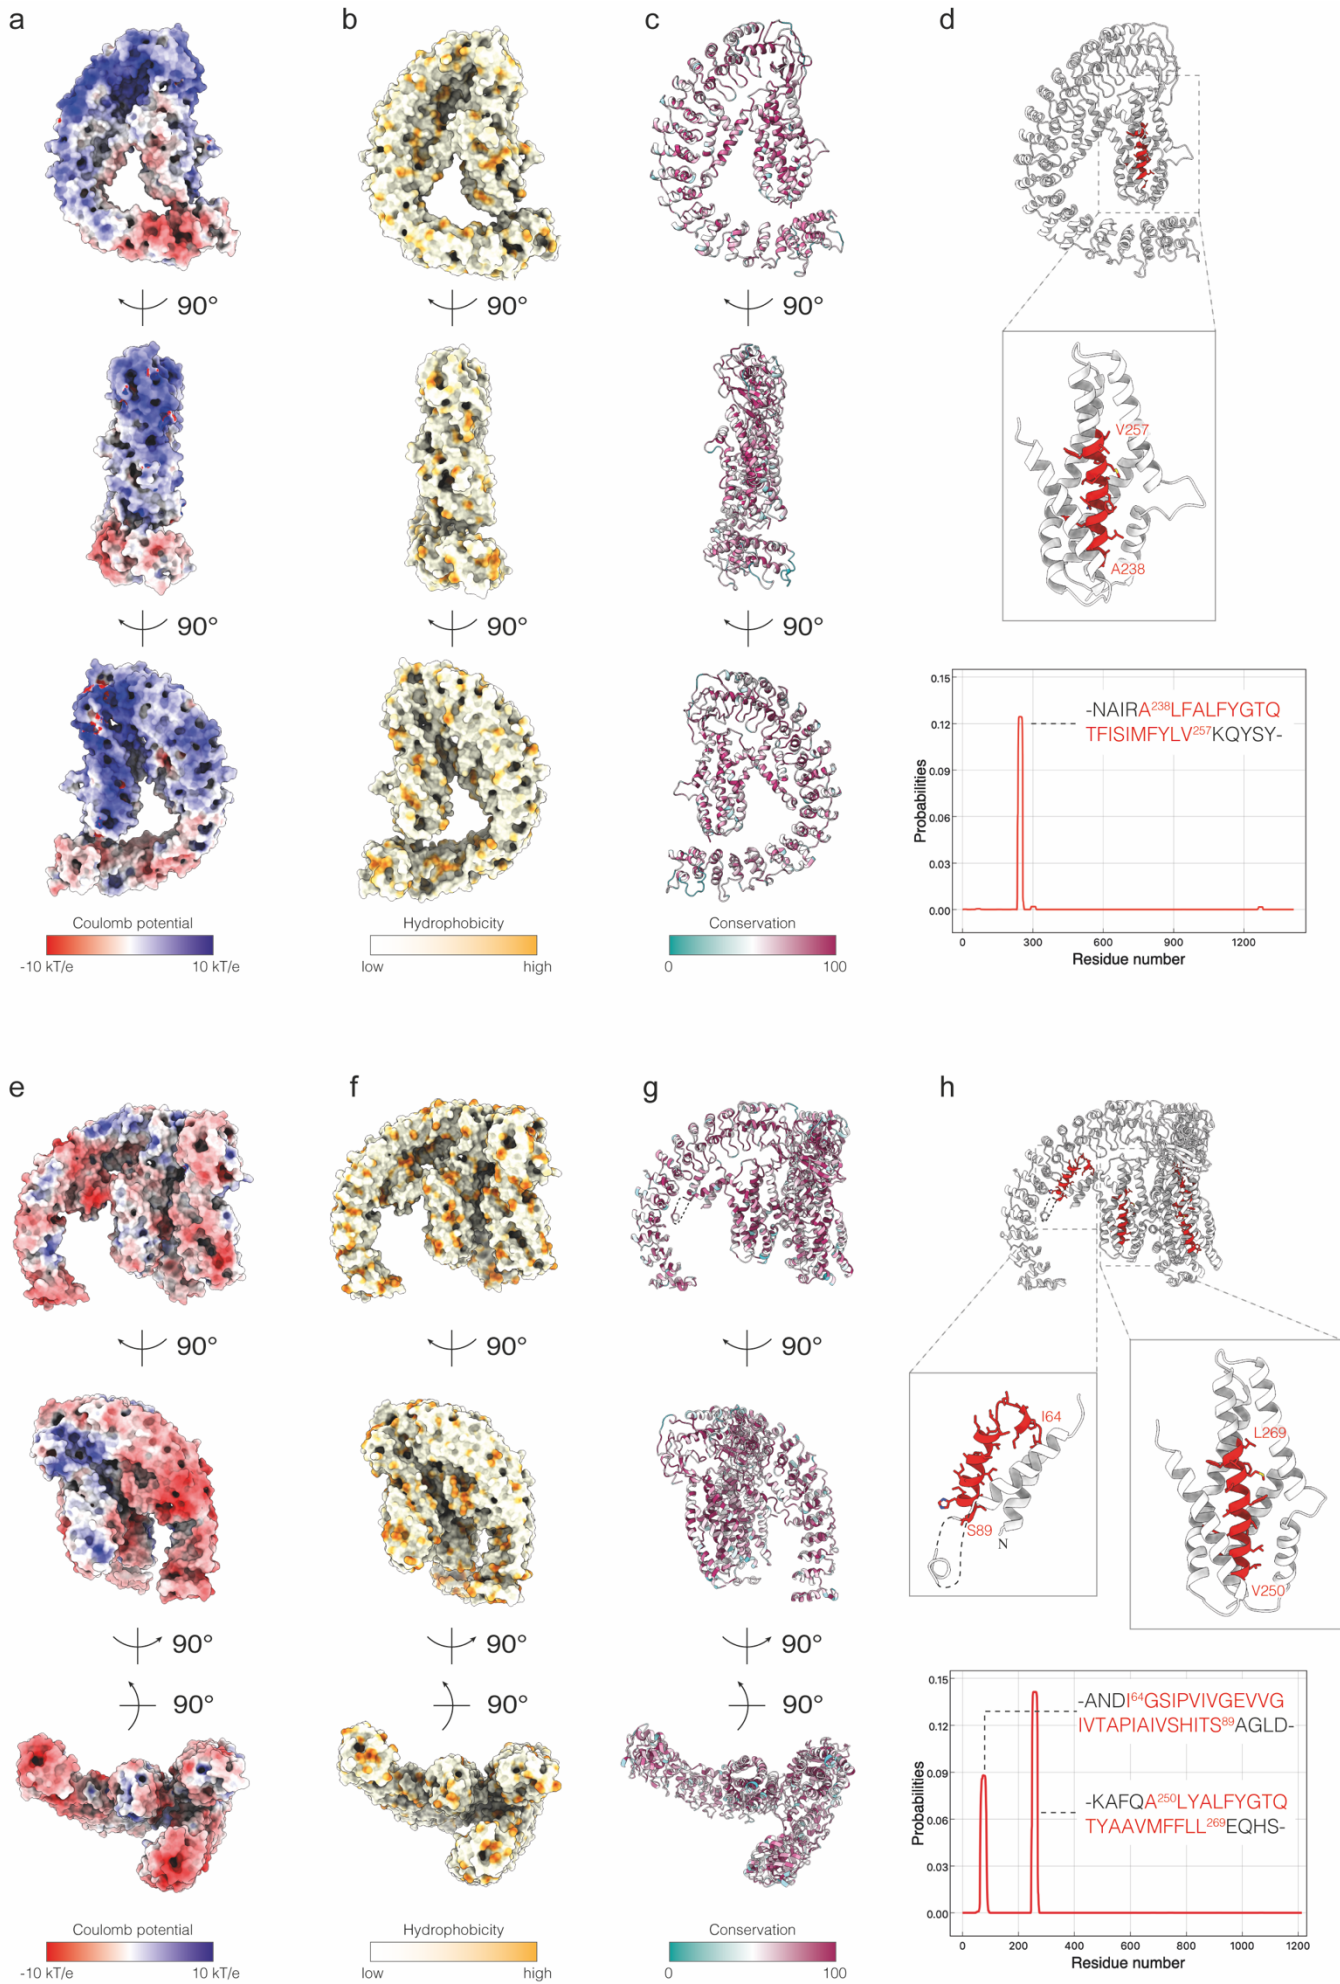 a
b
c
d
90°
90°
90°
V257
A238
90°
90°
90°
0.15
0.12
0.09
0.06
0.03
0.00
Probabilities
-NAIRA²³⁸LFALFYGTQ
TFISIMFYLV²⁵⁷KQYSY-
0
300
600
900
1200
Residue number
Coulomb potential
-10 kT/e
10 kT/e
Hydrophobicity
low
high
Conservation
0
100
e
f
g
h
90°
90°
90°
I64
S89
N
L269
V250
90°
90°
90°
90°
90°
90°
0.15
0.12
0.09
0.06
0.03
0.00
Probabilities
-ANDI⁶⁴GSIPVIVGEVVG
IVTAPIAIVSHITS⁸⁹AGLD-
-KAFQA²⁵⁰LYALFYGTQ
TYAAVMFFLL²⁶⁹EQHS-
0
200
400
600
800
1000
1200
Residue number
Coulomb potential
-10 kT/e
10 kT/e
Hydrophobicity
low
high
Conservation
0
100